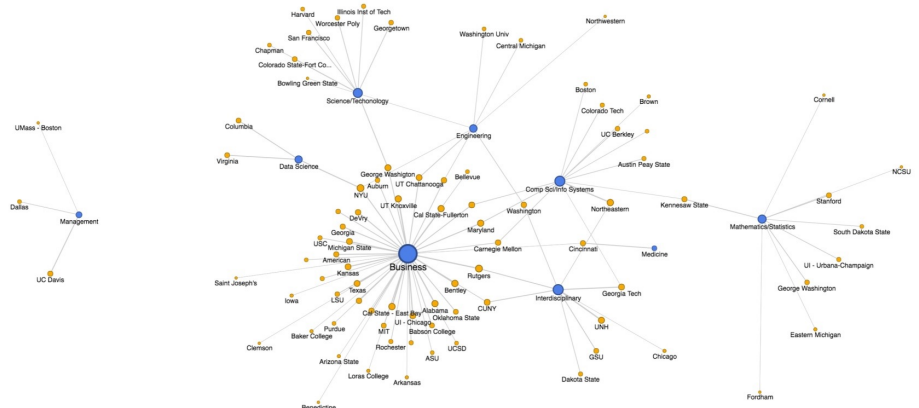 Harvard
Illinois Inst of Tech
Worcester Poly
Georgetown
San Francisco
Chapman
Colorado State-Fort Co...
Bowling Green State
Science/Techonology
Northwestern
Washington Univ
Central Michigan
Engineering
Boston
Colorado Tech
Brown
UC Berkley
Austin Peay State
Cornell
NCSU
UMass - Boston
Columbia
Virginia
Data Science
George Washington
Auburn
UT Chattanooga
Bellevue
NYU
UT Knoxville
Cal State-Fullerton
Comp Sci/Info Systems
Washington
Northeastern
Kennesaw State
Stanford
Mathematics/Statistics
South Dakota State
Dallas
Management
DeVry
Georgia
Maryland
USC
Michigan State
American
Kansas
Business
Carnegie Mellon
Cincinnati
Medicine
UI - Urbana-Champaign
George Washington
UC Davis
Saint Joseph's
Iowa
LSU
Texas
Rutgers
Bentley
CUNY
Interdisciplinary
Georgia Tech
Cal State - East Bay
Alabama
Oklahoma State
UI - Chicago
Babson College
MIT
Purdue
Baker College
Clemson
Rochester
ASU
UCSD
UNH
GSU
Chicago
Eastern Michigan
Arizona State
Loras College
Arkansas
Dakota State
Fordham
Benedictine